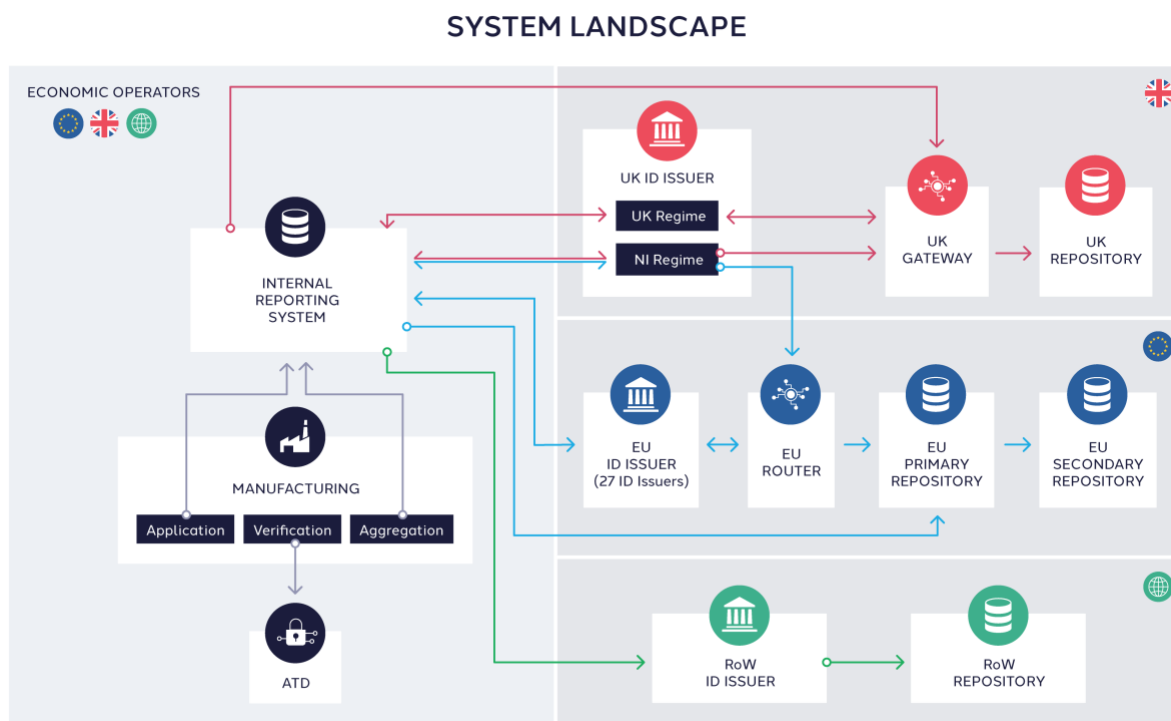 SYSTEM LANDSCAPE
ECONOMIC OPERATORS
UK ID ISSUER
UK Regime
NI Regime
UK
GATEWAY
UK
REPOSITORY
INTERNAL
REPORTING
SYSTEM
EU
ID ISSUER
(27 ID Issuers)
EU
ROUTER
EU
PRIMARY
REPOSITORY
EU
SECONDARY
REPOSITORY
MANUFACTURING
Application
Verification
Aggregation
ATD
RoW
ID ISSUER
RoW
REPOSITORY